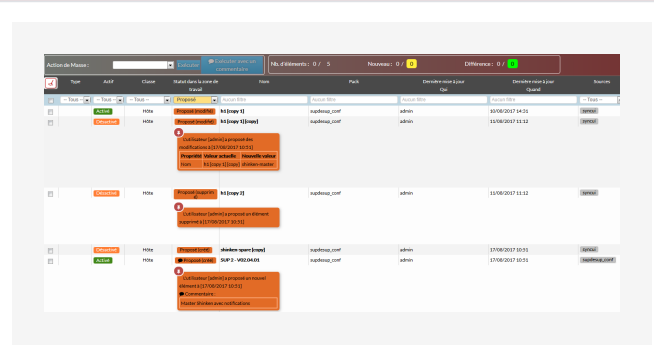 Action de Masse :
Exécuter
Exécuter avec un commentaire
Nb. d'éléments : 0 / 5
Nouveau : 0 / 0
Différence : 0 / 0
Type Actif Classe Statut dans la zone de travail Nom Pack Dernière mise à jour Qui Dernière mise à jour Quand Sources
-- Tous -- -- Tous -- -- Tous -- Proposé Aucun filtre Aucun filtre Aucun filtre Aucun filtre -- Tous --
Activé Hôte Proposé (modifié) h1 [copy 1] supdesup_conf admin 10/08/2017 14:31 syncui
Désactivé Hôte Proposé (modifié) h1 [copy 1][copy] supdesup_conf admin 11/08/2017 11:12 syncui
L'utilisateur [admin] a proposé des
modifications à [17/08/2017 10:51]
Propriété Valeur actuelle Nouvelle valeur
Nom h1 [copy 1][copy] shinken-master
Désactivé Hôte Proposé (supprimé) h1 [copy 2] supdesup_conf admin 11/08/2017 11:12 syncui
L'utilisateur [admin] a proposé un élément
supprimé à [17/08/2017 10:51]
Désactivé Hôte Proposé (créé) shinken-spare [copy] supdesup_conf admin 17/08/2017 10:51 syncui
Activé Hôte Proposé (créé) SUP 2 - V02.04.01 supdesup_conf admin 17/08/2017 10:51 supdesup_conf
L'utilisateur [admin] a proposé un nouvel
élément à [17/08/2017 10:51]
Commentaire :
Master Shinken avec notifications